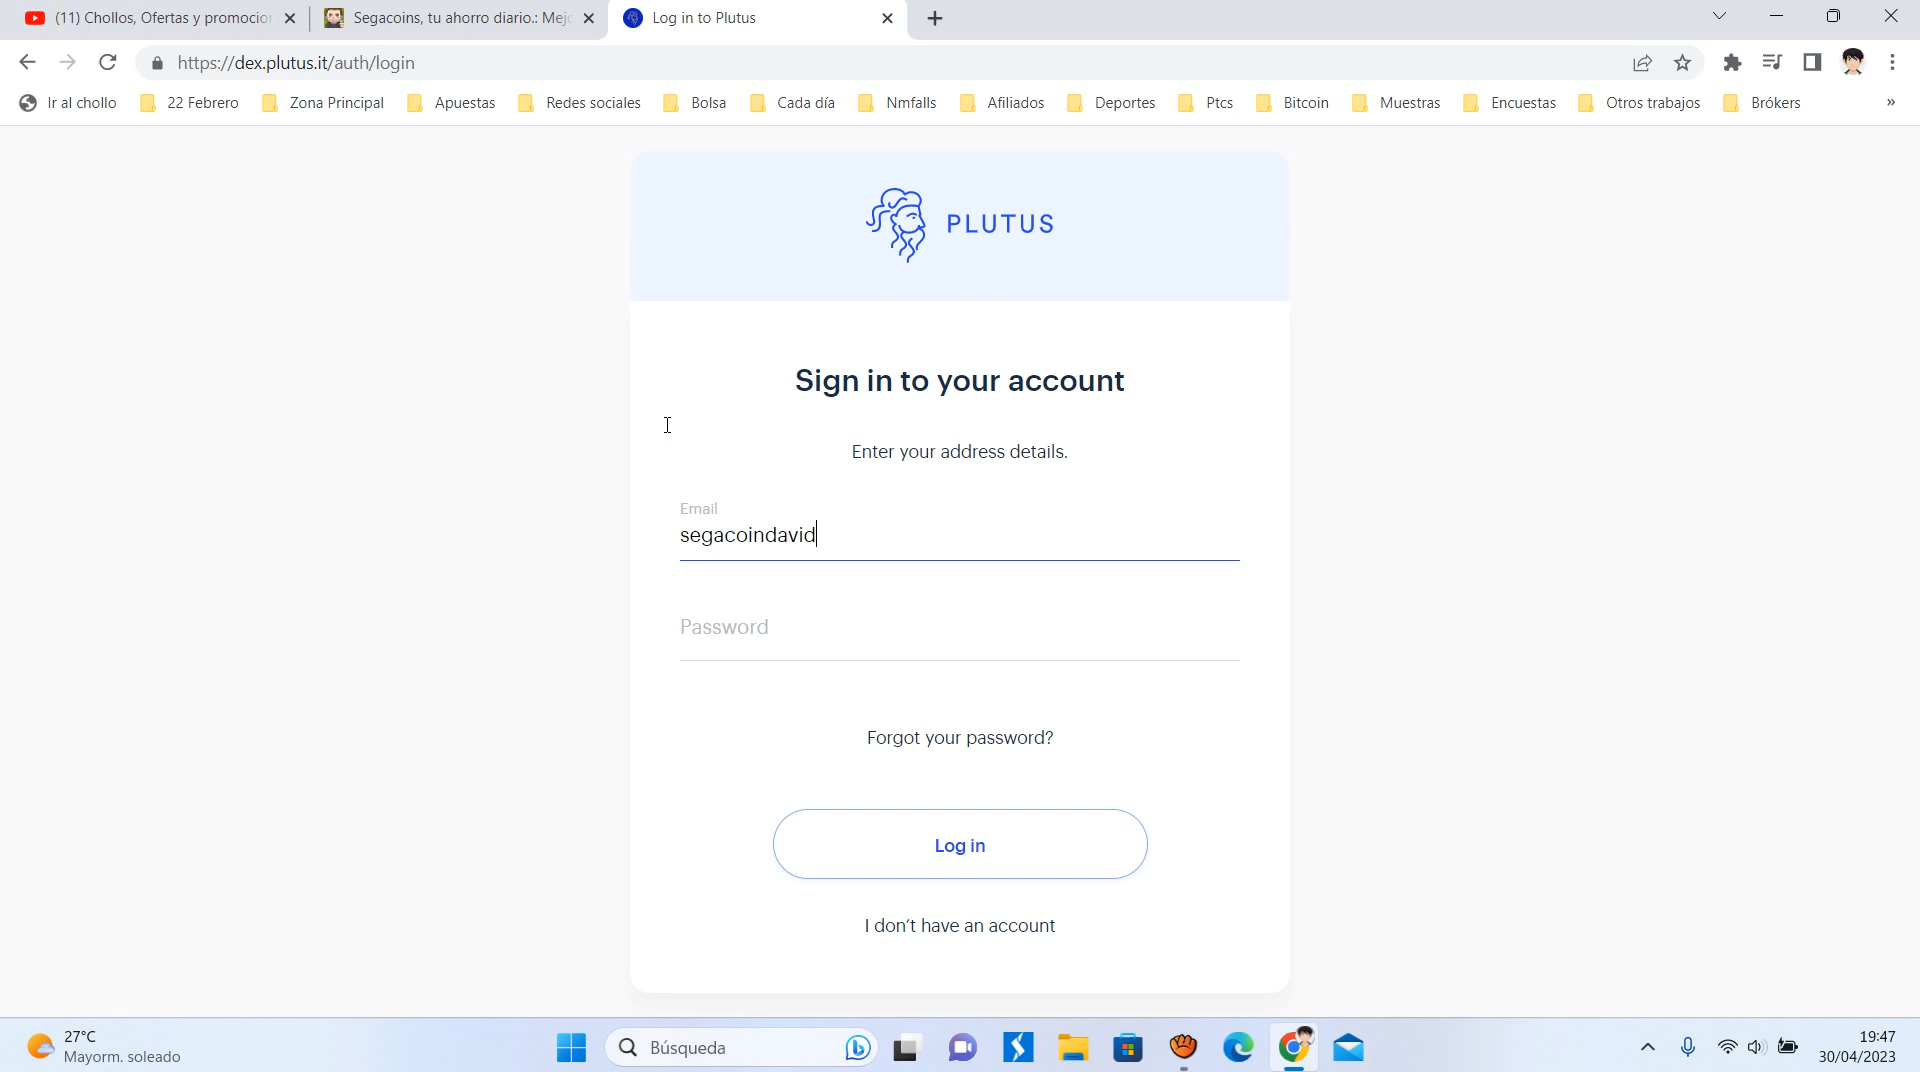 (11) Chollos, Ofertas y promocior
Segacoins, tu ahorro diario.: Mej
Log in to Plutus
https://dex.plutus.it/auth/login
Ir al chollo
22 Febrero
Zona Principal
Apuestas
Redes sociales
Bolsa
Cada día
Nmfalls
Afiliados
Deportes
Ptcs
Bitcoin
Muestras
Encuestas
Otros trabajos
Brókers
»
PLUTUS
Sign in to your account
Enter your address details.
Email
segacoindavid
Password
Forgot your password?
Log in
I don't have an account
27°C
Mayorm. soleado
Búsqueda
19:47
30/04/2023